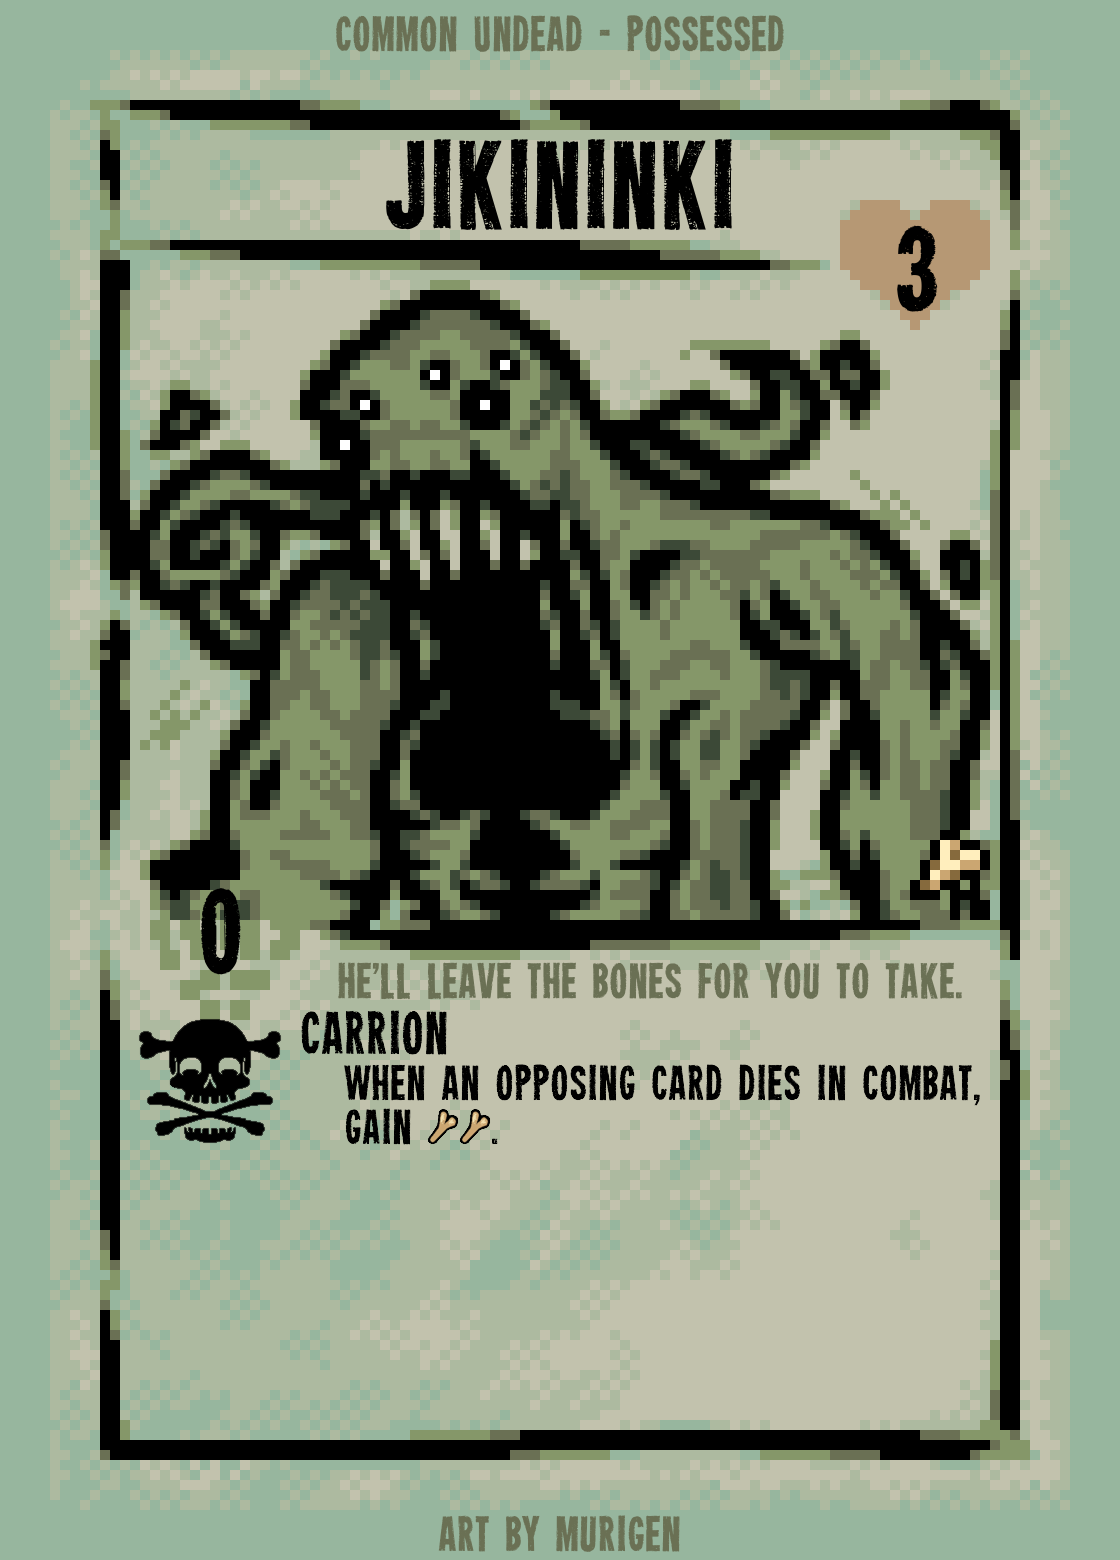 COMMON UNDEAD - POSSESSED
JIKININKI
3
0
HE'LL LEAVE THE BONES FOR YOU TO TAKE.
CARRION
WHEN AN OPPOSING CARD DIES IN COMBAT,
GAIN .
ART BY MURIGEN